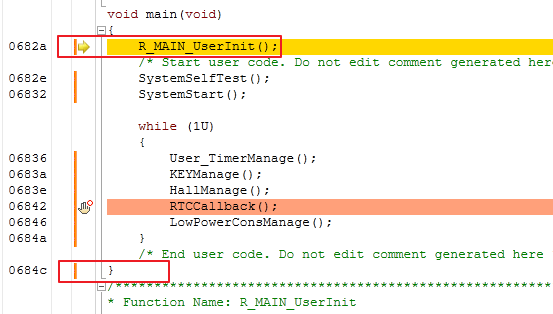 void main(void)
{
0682a R_MAIN_UserInit();
/* Start user code. Do not edit comment generated here
0682e SystemSelfTest();
06832 SystemStart();
while (1U)
{
06836 User_TimerManage();
0683a KEYManage();
0683e HallManage();
06842 RTCCallback();
06846 LowPowerConsManage();
0684a }
/* End user code. Do not edit comment generated here
0684c }
/***********************************************************
* Function Name: R_MAIN_UserInit